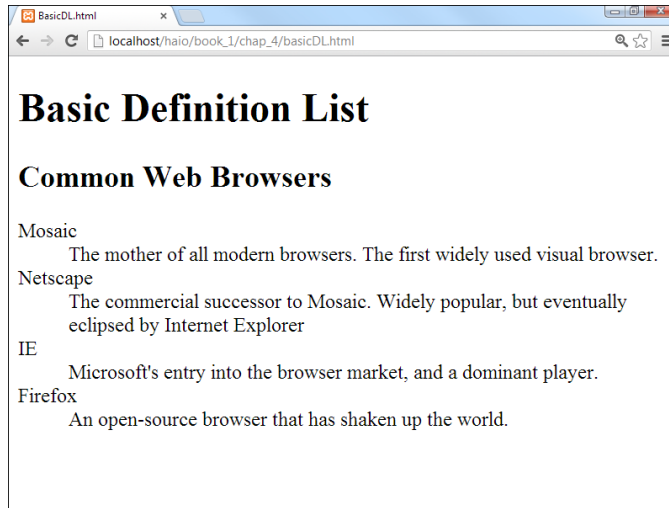 BasicDL.html
localhost/haio/book_1/chap_4/basicDL.html
Basic Definition List
Common Web Browsers
Mosaic
The mother of all modern browsers. The first widely used visual browser.
Netscape
The commercial successor to Mosaic. Widely popular, but eventually
eclipsed by Internet Explorer
IE
Microsoft's entry into the browser market, and a dominant player.
Firefox
An open-source browser that has shaken up the world.